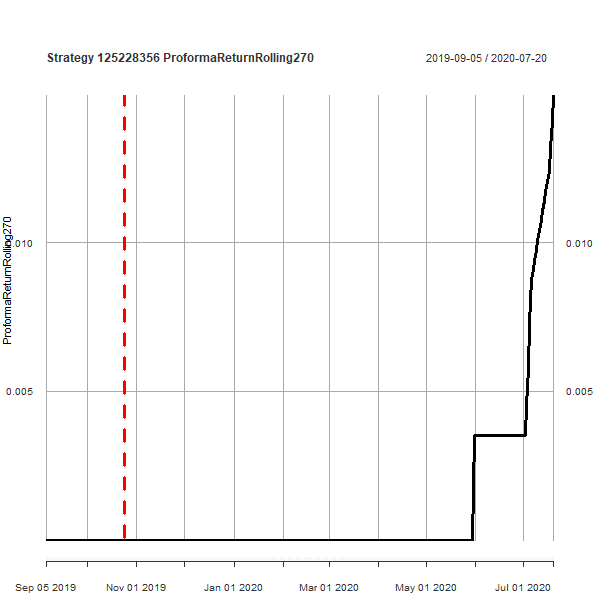 Strategy 125228356 ProformaReturnRolling270
2019-09-05 / 2020-07-20
ProformaReturnRolling270
0.010
0.010
0.005
0.005
Sep 05 2019
Nov 01 2019
Jan 01 2020
Mar 01 2020
May 01 2020
Jul 01 2020